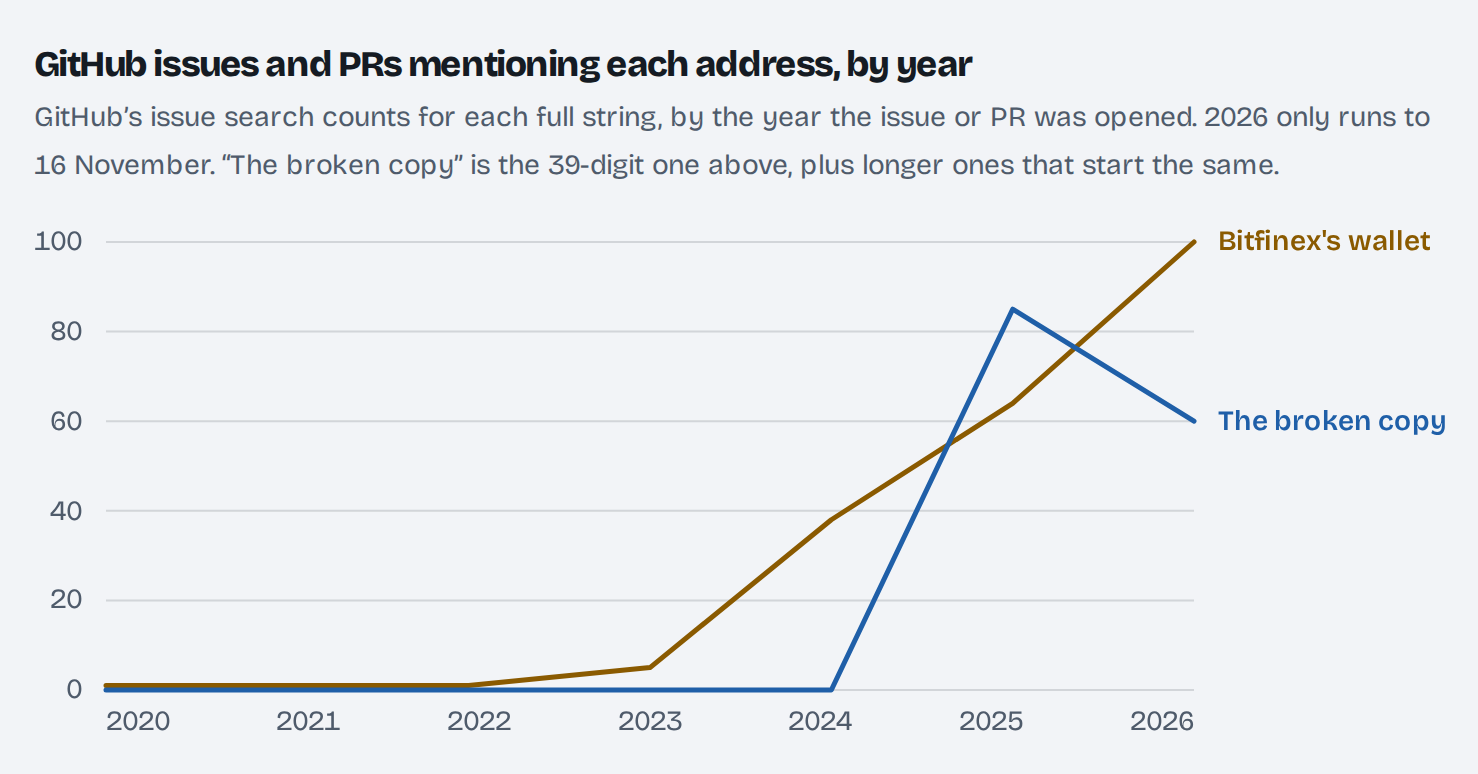 GitHub issues and PRs mentioning each address, by year
GitHub’s issue search counts for each full string, by the year the issue or PR was opened. 2026 only runs to
16 November. “The broken copy” is the 39-digit one above, plus longer ones that start the same.
100
Bitfinex's wallet
80
60
The broken copy
40
20
0
2020 2021 2022 2023 2024 2025 2026